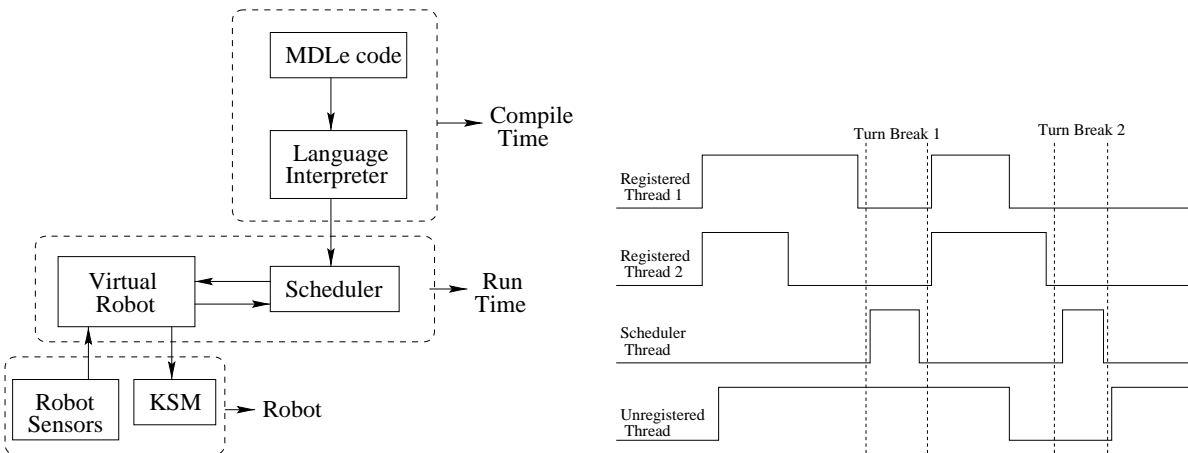 MDLe code
Language
Interpreter
Compile
Time
Virtual
Robot
Scheduler
Run
Time
Robot
Sensors
KSM
Robot
Turn Break 1
Turn Break 2
Registered
Thread 1
Registered
Thread 2
Scheduler
Thread
Unregistered
Thread